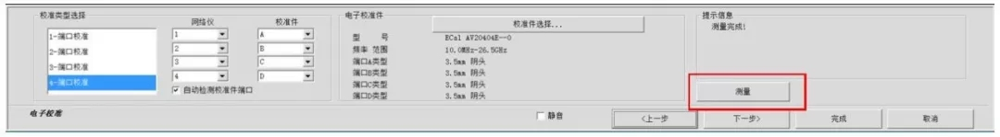 校准类型选择
1-端口校准
2-端口校准
3-端口校准
4-端口校准
网络仪 校准件
1 A
2 B
3 C
4 D
自动检测校准件端口
电子校准件
校准件选择...
型 号 ECal AV20404E--0
频率 范围 10.0MHz-26.5GHz
端口A类型 3.5mm 阴头
端口B类型 3.5mm 阴头
端口C类型 3.5mm 阴头
端口D类型 3.5mm 阴头
提示信息
测量完成!
测量
电子校准
静音
<上一步
下一步>
完成
取消